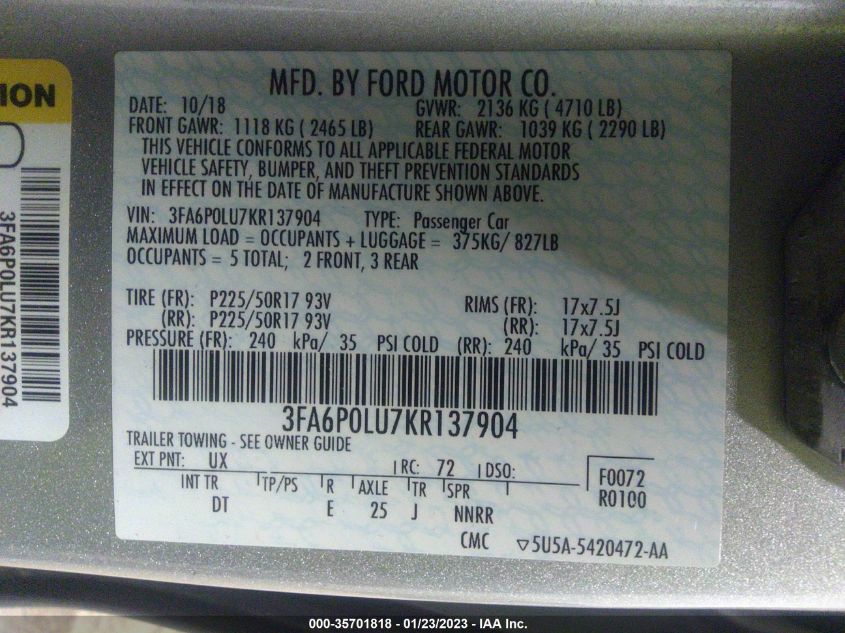 ION
3FA6P0LU7KR137904
MFD. BY FORD MOTOR CO.
DATE: 10/18 GVWR: 2136 KG ( 4710 LB)
FRONT GAWR: 1118 KG ( 2465 LB) REAR GAWR: 1039 KG ( 2290 LB)
THIS VEHICLE CONFORMS TO ALL APPLICABLE FEDERAL MOTOR
VEHICLE SAFETY, BUMPER, AND THEFT PREVENTION STANDARDS
IN EFFECT ON THE DATE OF MANUFACTURE SHOWN ABOVE.
VIN: 3FA6P0LU7KR137904 TYPE: Passenger Car
MAXIMUM LOAD = OCCUPANTS + LUGGAGE = 375KG/ 827LB
OCCUPANTS = 5 TOTAL; 2 FRONT, 3 REAR
TIRE (FR): P225/50R17 93V RIMS (FR): 17x7.5J
(RR): P225/50R17 93V (RR): 17x7.5J
PRESSURE (FR): 240 kPa/ 35 PSI COLD (RR): 240 kPa/ 35 PSI COLD
3FA6P0LU7KR137904
TRAILER TOWING - SEE OWNER GUIDE
EXT PNT: UX RC: 72 DSO: F0072
INT TR TP/PS R AXLE TR SPR R0100
DT E 25 J NNRR
CMC ▽5U5A-5420472-AA
000-35701818 - 01/23/2023 - IAA Inc.